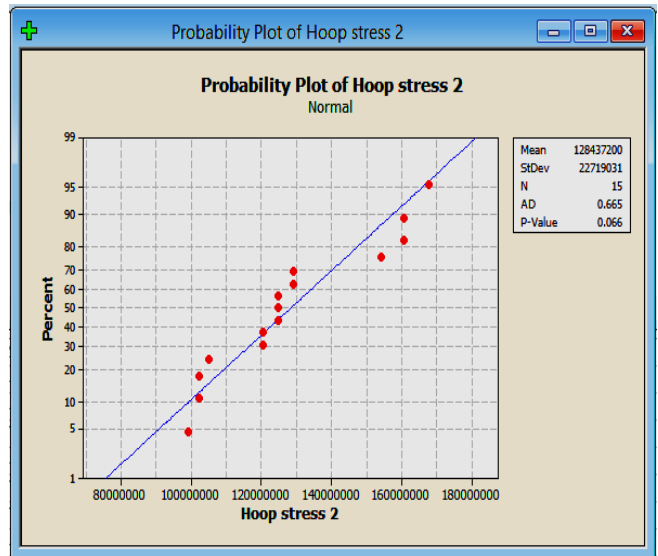 Probability Plot of Hoop stress 2
Probability Plot of Hoop stress 2
Normal
Mean 128437200
StDev 22719031
N 15
AD 0.665
P-Value 0.066
Percent
99
95
90
80
70
60
50
40
30
20
10
5
1
80000000 100000000 120000000 140000000 160000000 180000000
Hoop stress 2